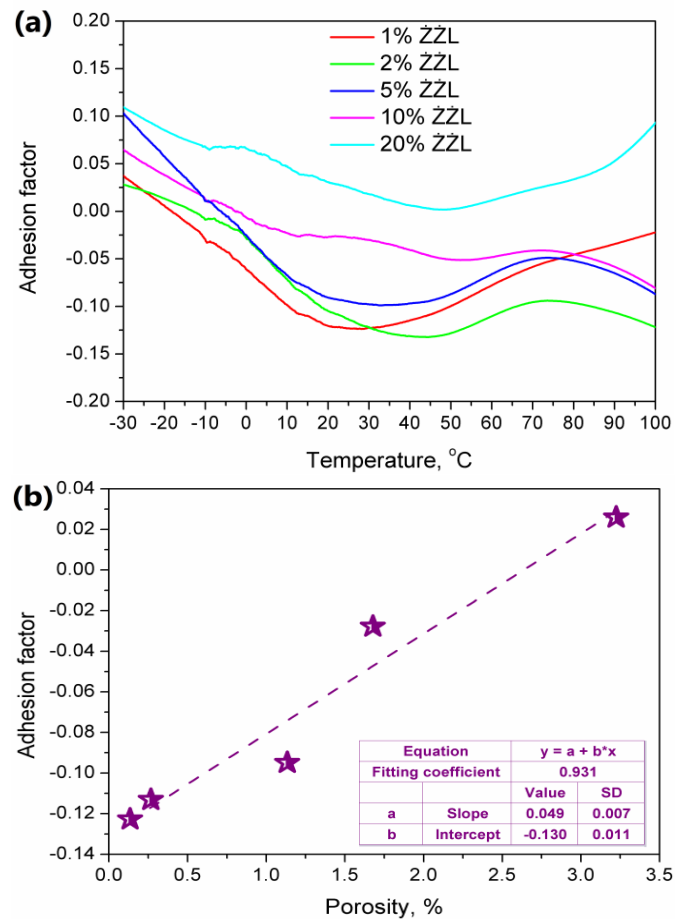 (a)
0.20
0.15
0.10
0.05
0.00
-0.05
-0.10
-0.15
-0.20
Adhesion factor
1% ŻŻL
2% ŻŻL
5% ŻŻL
10% ŻŻL
20% ŻŻL
-30 -20 -10 0 10 20 30 40 50 60 70 80 90 100
Temperature, °C
(b)
0.04
0.02
0.00
-0.02
-0.04
-0.06
-0.08
-0.10
-0.12
-0.14
Adhesion factor
Equation y = a + b*x
Fitting coefficient 0.931
Value SD
a Slope 0.049 0.007
b Intercept -0.130 0.011
0.0 0.5 1.0 1.5 2.0 2.5 3.0 3.5
Porosity, %